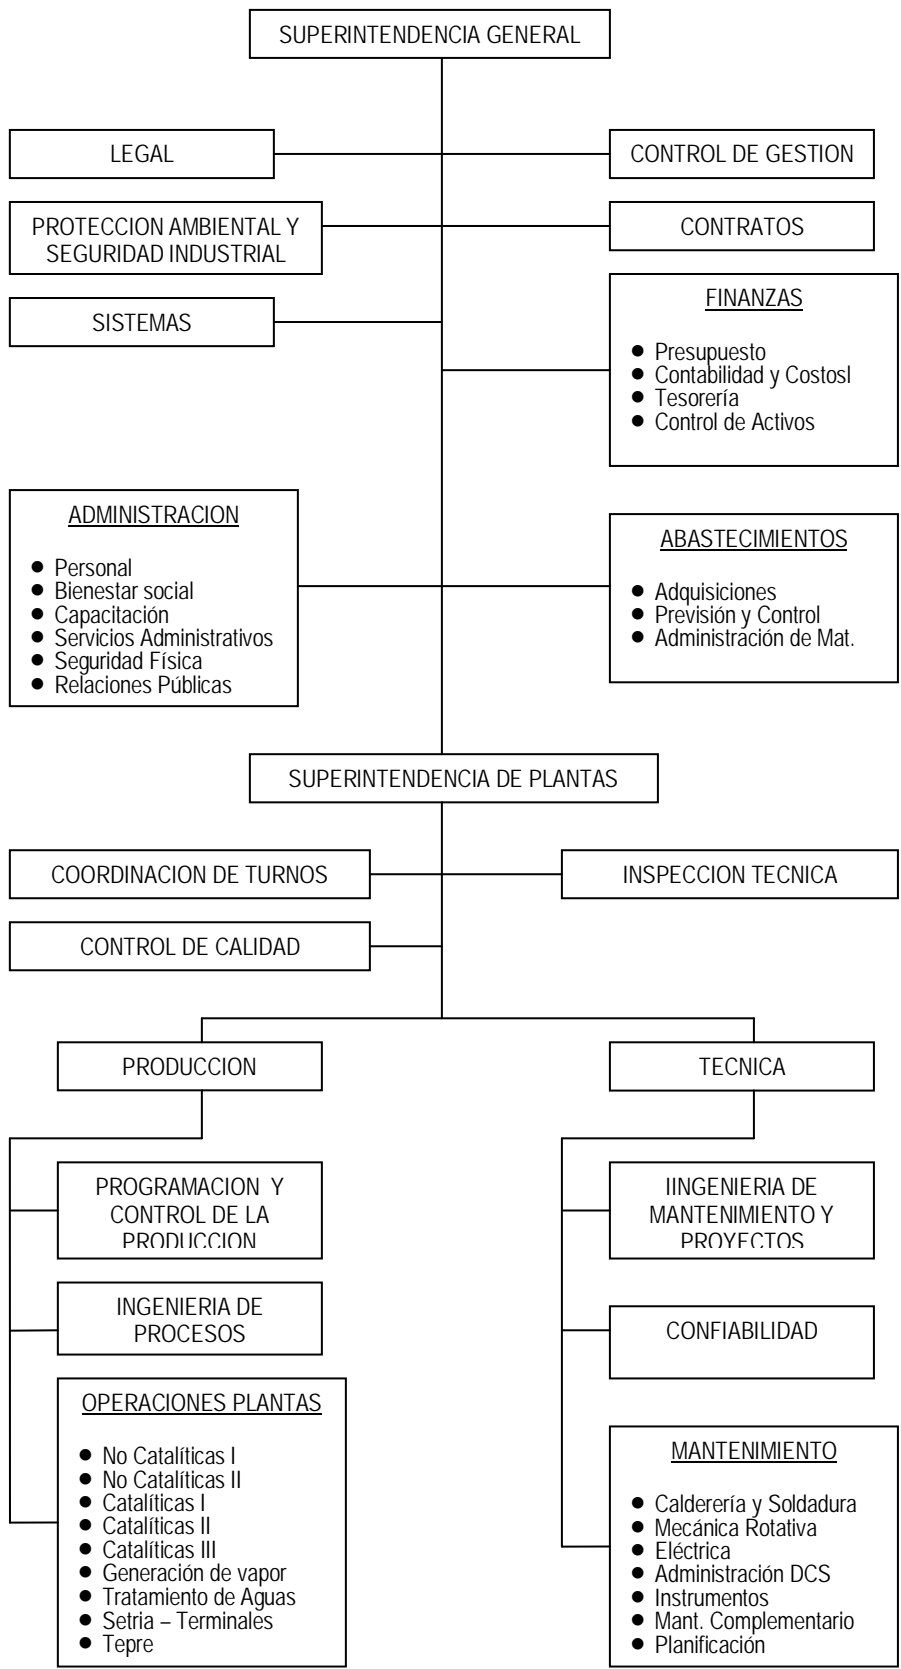 SUPERINTENDENCIA GENERAL
LEGAL
CONTROL DE GESTION
PROTECCION AMBIENTAL Y
SEGURIDAD INDUSTRIAL
CONTRATOS
SISTEMAS
FINANZAS
● Presupuesto
● Contabilidad y Costosl
● Tesorería
● Control de Activos
ADMINISTRACION
● Personal
● Bienestar social
● Capacitación
● Servicios Administrativos
● Seguridad Física
● Relaciones Públicas
ABASTECIMIENTOS
● Adquisiciones
● Previsión y Control
● Administración de Mat.
SUPERINTENDENCIA DE PLANTAS
COORDINACION DE TURNOS
INSPECCION TECNICA
CONTROL DE CALIDAD
PRODUCCION
TECNICA
PROGRAMACION Y
CONTROL DE LA
PRODUCCION
IINGENIERIA DE
MANTENIMIENTO Y
PROYECTOS
INGENIERIA DE
PROCESOS
CONFIABILIDAD
OPERACIONES PLANTAS
● No Catalíticas I
● No Catalíticas II
● Catalíticas I
● Catalíticas II
● Catalíticas III
● Generación de vapor
● Tratamiento de Aguas
● Setria – Terminales
● Tepre
MANTENIMIENTO
● Calderería y Soldadura
● Mecánica Rotativa
● Eléctrica
● Administración DCS
● Instrumentos
● Mant. Complementario
● Planificación